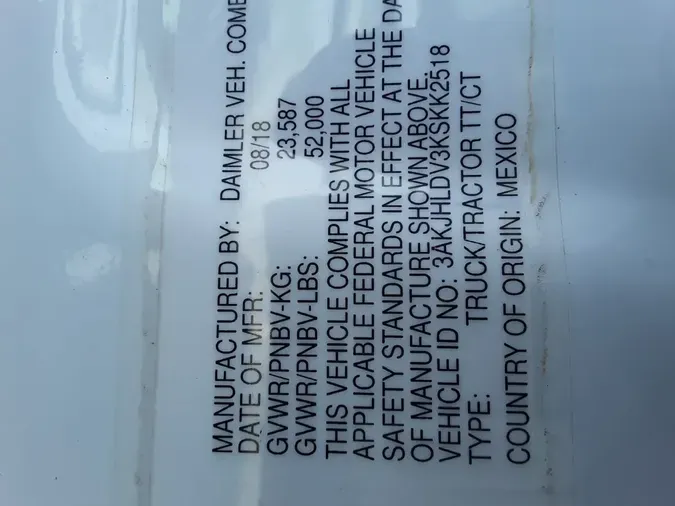 MANUFACTURED BY: DAIMLER VEH. COME
DATE OF MFR: 08/18
GVWR/PNBV-KG: 23,587
GVWR/PNBV-LBS: 52,000
THIS VEHICLE COMPLIES WITH ALL
APPLICABLE FEDERAL MOTOR VEHICLE
SAFETY STANDARDS IN EFFECT AT THE DA
OF MANUFACTURE SHOWN ABOVE.
VEHICLE ID NO: 3AKJHLDV3KSKK2518
TYPE: TRUCK/TRACTOR TT/CT
COUNTRY OF ORIGIN: MEXICO